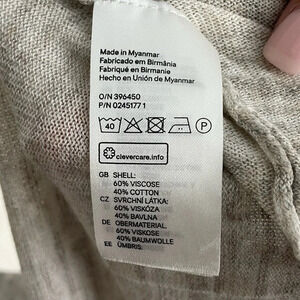 Made in Myanmar
Fabricado em Birmânia
Fabriqué en Birmanie
Hecho en Unión de Myanmar
O/N 396450
P/N 02451771
40
P
clevercare.info
GB SHELL:
60% VISCOSE
40% COTTON
CZ SVRCHNÍ LÁTKA:
60% VISKÓZA
40% BAVLNA
DE OBERMATERIAL:
60% VISKOSE
40% BAUMWOLLE
EE ÜMBRIS: